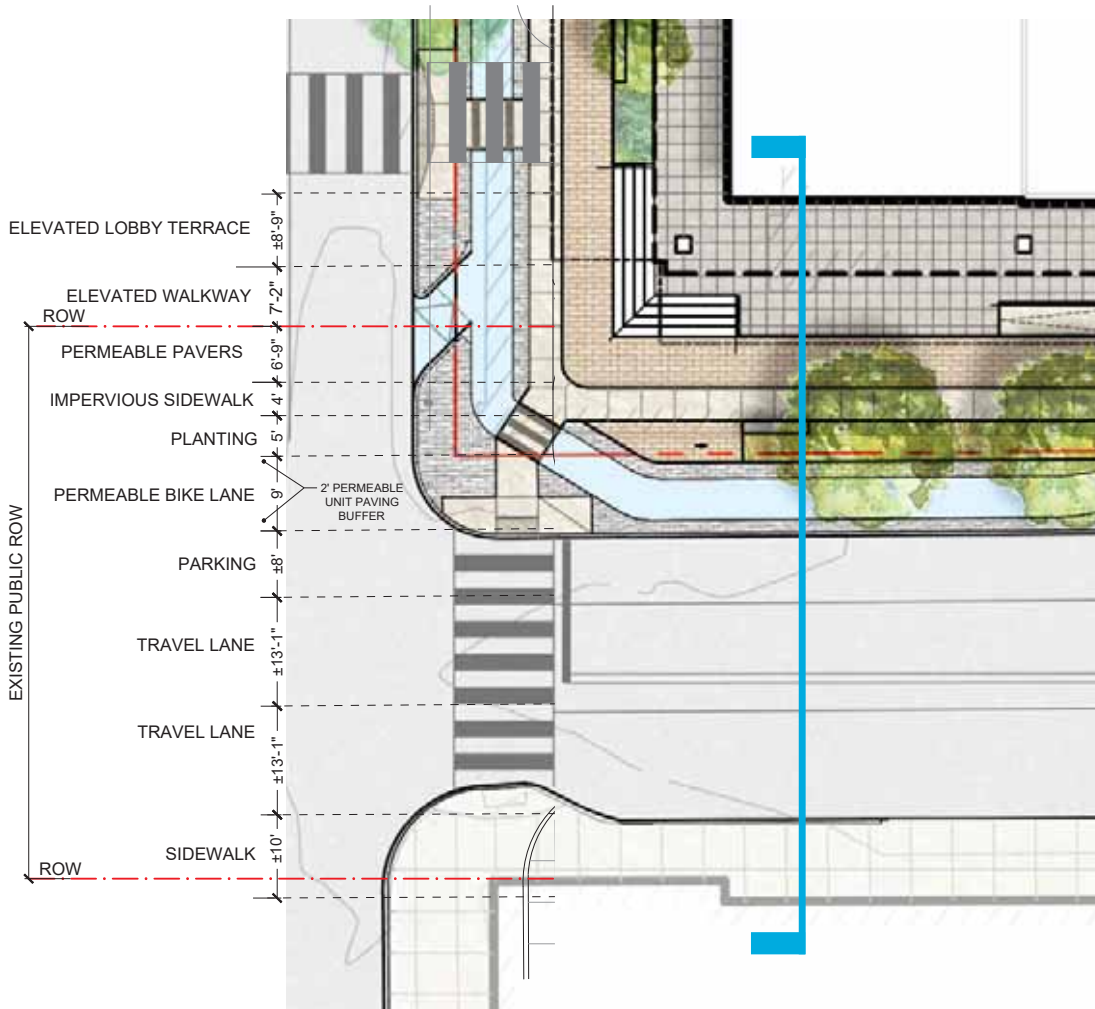 ELEVATED LOBBY TERRACE
±8'-9"
ELEVATED WALKWAY
7'-2"
ROW
PERMEABLE PAVERS
6'-9"
IMPERVIOUS SIDEWALK
4'
PLANTING
5'
PERMEABLE BIKE LANE
9'
2' PERMEABLE
UNIT PAVING
BUFFER
PARKING
±8'
TRAVEL LANE
±13'-1"
TRAVEL LANE
±13'-1"
SIDEWALK
±10'
ROW
EXISTING PUBLIC ROW